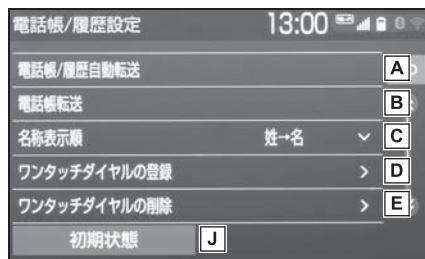 電話帳/履歴設定 13:00
電話帳/履歴自動転送 A
電話帳転送 B
名称表示順 姓→名 C
ワンタッチダイヤルの登録 D
ワンタッチダイヤルの削除 E
初期状態 J